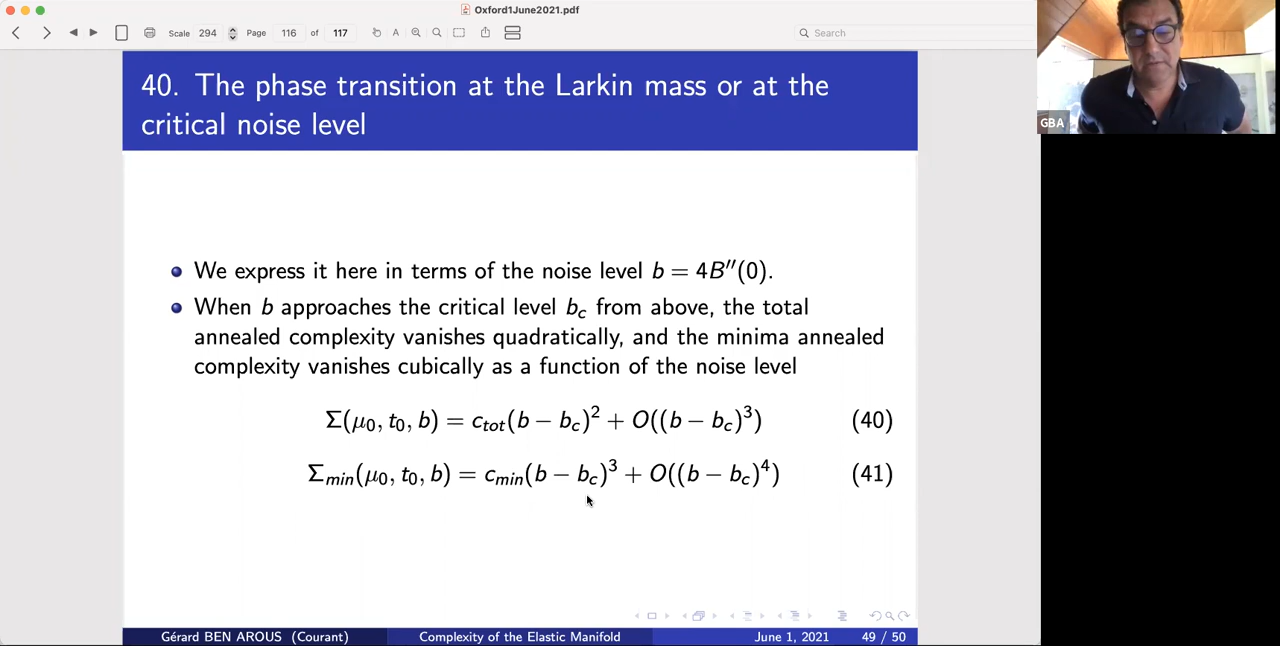 Oxford1June2021.pdf
Scale 294 Page 116 of 117 A Search
GBA
40. The phase transition at the Larkin mass or at the
critical noise level
We express it here in terms of the noise level b = 4B″(0).
When b approaches the critical level b_c from above, the total
annealed complexity vanishes quadratically, and the minima annealed
complexity vanishes cubically as a function of the noise level
Σ(μ₀, t₀, b) = c_tot(b − b_c)² + O((b − b_c)³) (40)
Σ_min(μ₀, t₀, b) = c_min(b − b_c)³ + O((b − b_c)⁴) (41)
Gérard BEN AROUS (Courant) Complexity of the Elastic Manifold June 1, 2021 49 / 50